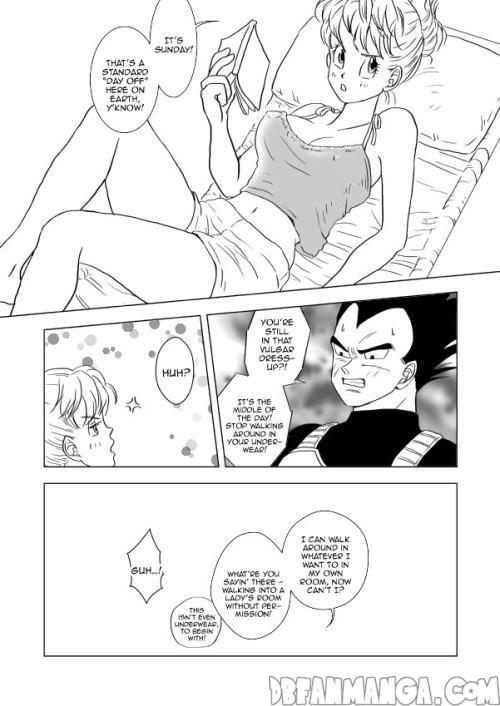 IT'S
SUNDAY!
THAT'S A
STANDARD
"DAY OFF"
HERE ON
EARTH,
Y'KNOW!
YOU'RE
STILL
IN THAT
VULGAR
DRESS-
UP?!
IT'S THE
MIDDLE OF
THE DAY!
STOP WALKING
AROUND IN
YOUR UNDER-
WEAR!
HUH?
I CAN WALK
AROUND IN
WHATEVER I
WANT TO IN
MY OWN
ROOM, NOW
CAN'T I?
WHAT'RE YOU
SAYIN' THERE -
WALKING INTO
A LADY'S ROOM
WITHOUT PER-
MISSION!
THIS
ISN'T EVEN
UNDERWEAR,
TO BEGIN
WITH!
GUH...!
DBFANMANGA.COM